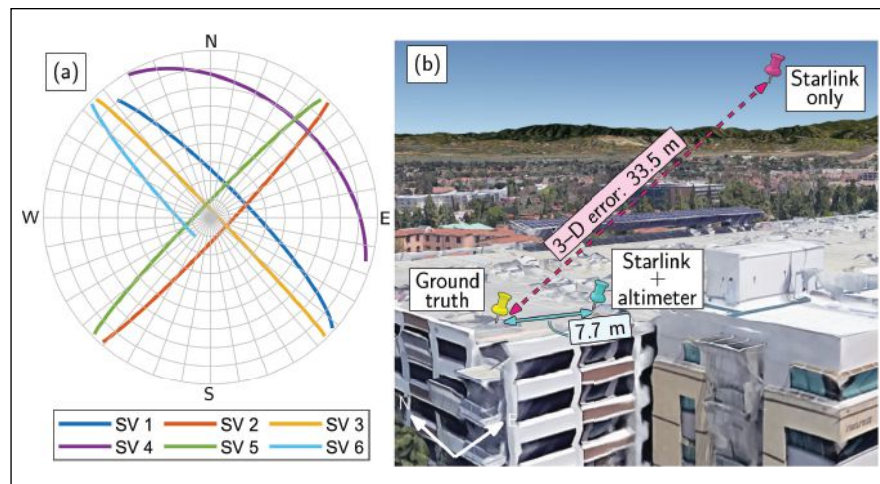 (a)
N
W
E
S
SV 1
SV 2
SV 3
SV 4
SV 5
SV 6
(b)
Starlink
only
3-D error: 33.5 m
Ground
truth
Starlink
+
altimeter
7.7 m
N
E